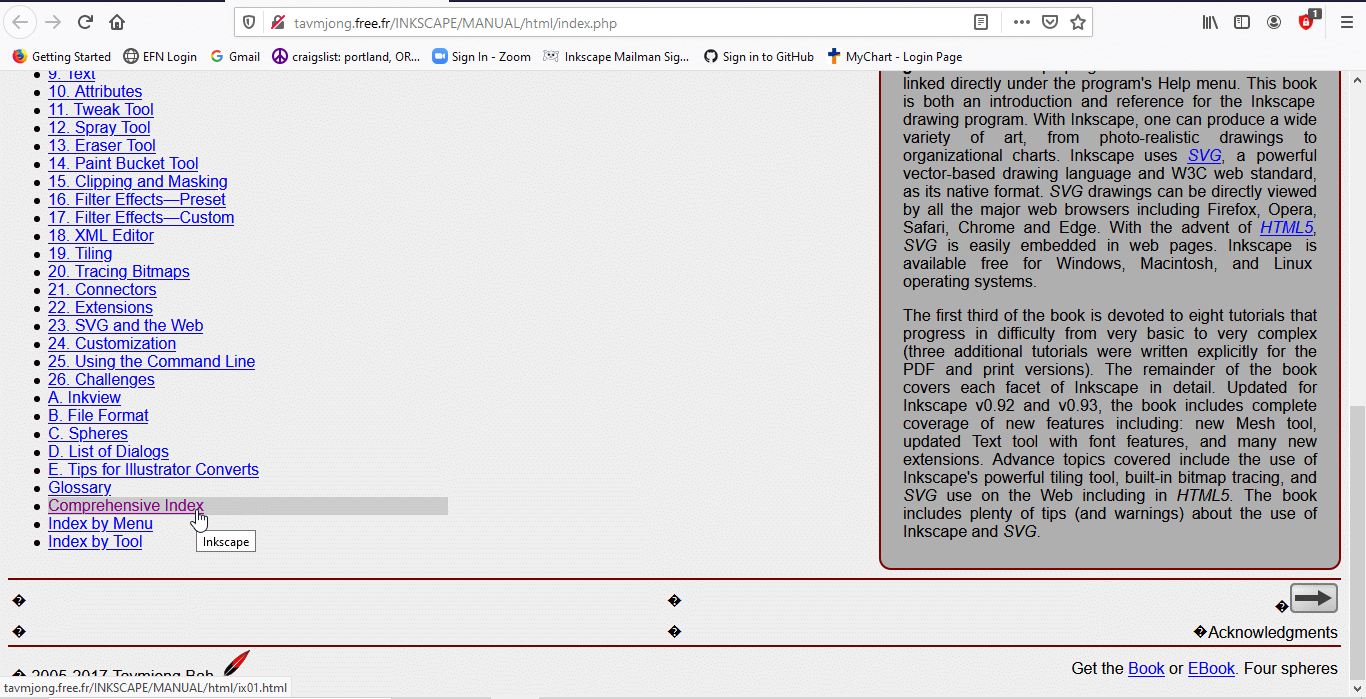 tavmjong.free.fr/INKSCAPE/MANUAL/html/index.php
1
Getting Started EFN Login Gmail craigslist: portland, OR... Sign In - Zoom Inkscape Mailman Sig... Sign in to GitHub MyChart - Login Page
9. Text
10. Attributes
11. Tweak Tool
12. Spray Tool
13. Eraser Tool
14. Paint Bucket Tool
15. Clipping and Masking
16. Filter Effects—Preset
17. Filter Effects—Custom
18. XML Editor
19. Tiling
20. Tracing Bitmaps
21. Connectors
22. Extensions
23. SVG and the Web
24. Customization
25. Using the Command Line
26. Challenges
A. Inkview
B. File Format
C. Spheres
D. List of Dialogs
E. Tips for Illustrator Converts
Glossary
Comprehensive Index
Index by Menu
Index by Tool
Inkscape
linked directly under the program's Help menu. This book
is both an introduction and reference for the Inkscape
drawing program. With Inkscape, one can produce a wide
variety of art, from photo-realistic drawings to
organizational charts. Inkscape uses SVG, a powerful
vector-based drawing language and W3C web standard,
as its native format. SVG drawings can be directly viewed
by all the major web browsers including Firefox, Opera,
Safari, Chrome and Edge. With the advent of HTML5,
SVG is easily embedded in web pages. Inkscape is
available free for Windows, Macintosh, and Linux
operating systems.
The first third of the book is devoted to eight tutorials that
progress in difficulty from very basic to very complex
(three additional tutorials were written explicitly for the
PDF and print versions). The remainder of the book
covers each facet of Inkscape in detail. Updated for
Inkscape v0.92 and v0.93, the book includes complete
coverage of new features including: new Mesh tool,
updated Text tool with font features, and many new
extensions. Advance topics covered include the use of
Inkscape's powerful tiling tool, built-in bitmap tracing, and
SVG use on the Web including in HTML5. The book
includes plenty of tips (and warnings) about the use of
Inkscape and SVG.
� � �
� � �Acknowledgments
� 2005-2017 Tavmjong Bah
Get the Book or EBook. Four spheres
tavmjong.free.fr/INKSCAPE/MANUAL/html/ix01.html